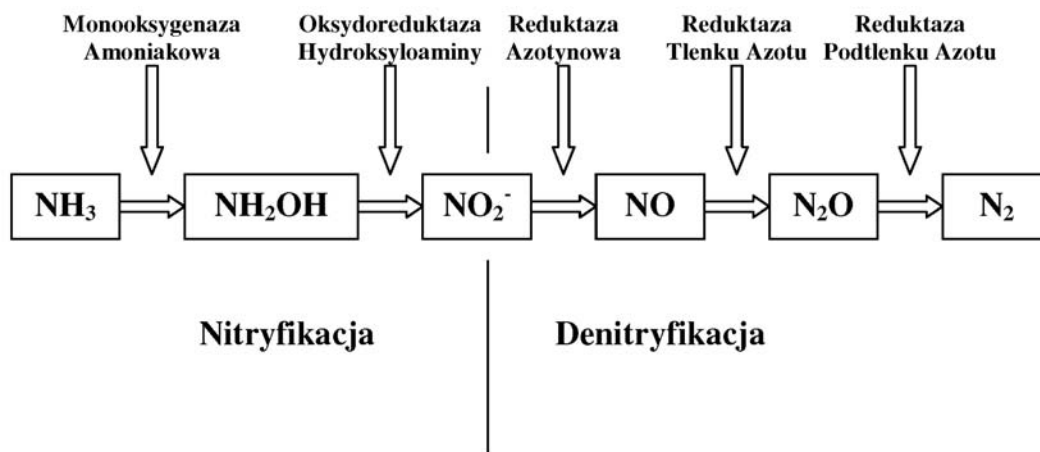 Monooksygenaza
Amoniakowa
Oksydoreduktaza
Hydroksyloaminy
Reduktaza
Azotynowa
Reduktaza
Tlenku Azotu
Reduktaza
Podtlenku Azotu
NH₃
NH₂OH
NO₂⁻
NO
N₂O
N₂
Nitryfikacja
Denitryfikacja